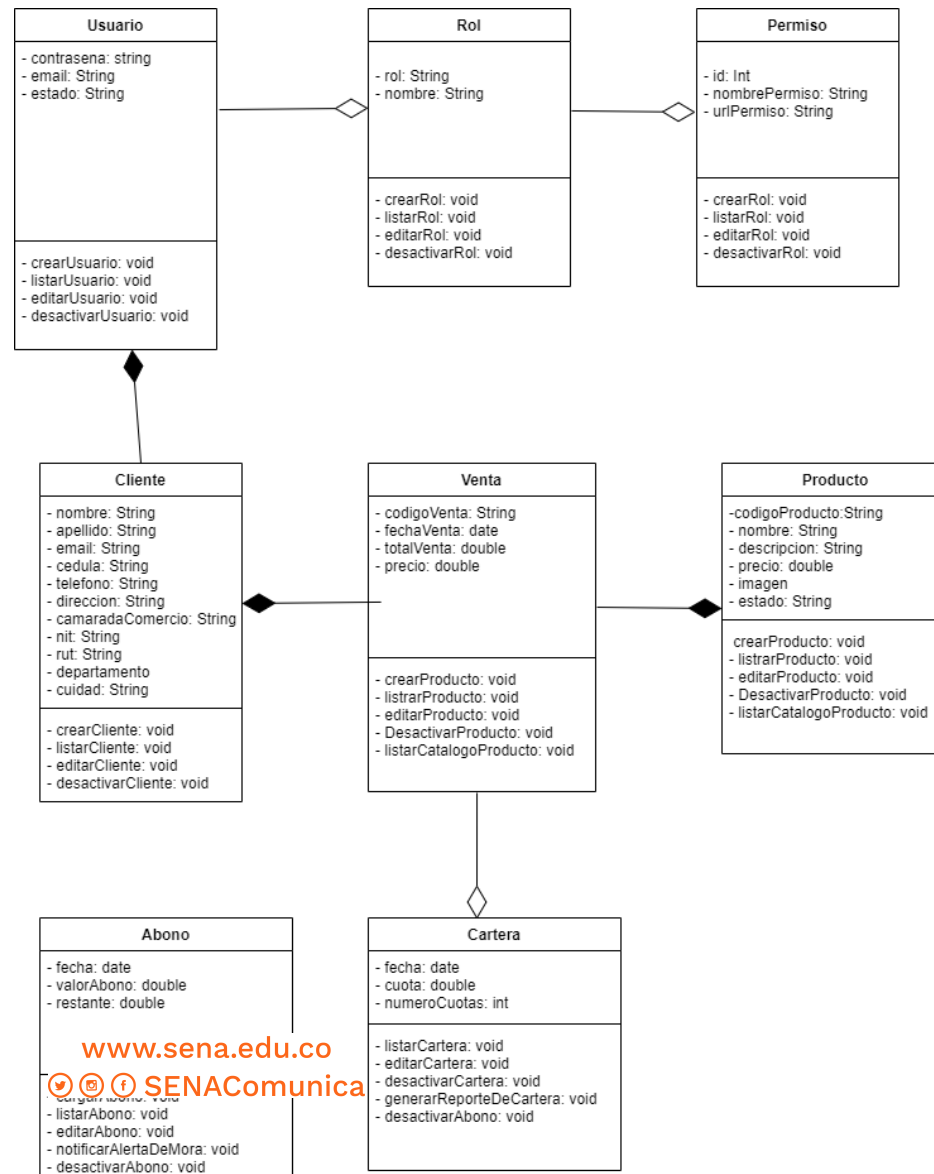 Usuario
- contrasena: string
- email: String
- estado: String
- crearUsuario: void
- listarUsuario: void
- editarUsuario: void
- desactivarUsuario: void
Rol
- rol: String
- nombre: String
- crearRol: void
- listarRol: void
- editarRol: void
- desactivarRol: void
Permiso
- id: Int
- nombrePermiso: String
- urlPermiso: String
- crearRol: void
- listarRol: void
- editarRol: void
- desactivarRol: void
Cliente
- nombre: String
- apellido: String
- email: String
- cedula: String
- telefono: String
- direccion: String
- camaradaComercio: String
- nit: String
- rut: String
- departamento
- cuidad: String
- crearCliente: void
- listarCliente: void
- editarCliente: void
- desactivarCliente: void
Venta
- codigoVenta: String
- fechaVenta: date
- totalVenta: double
- precio: double
- crearProducto: void
- listrarProducto: void
- editarProducto: void
- DesactivarProducto: void
- listarCatalogoProducto: void
Producto
-codigoProducto:String
- nombre: String
- descripcion: String
- precio: double
- imagen
- estado: String
crearProducto: void
- listrarProducto: void
- editarProducto: void
- DesactivarProducto: void
- listarCatalogoProducto: void
Abono
- fecha: date
- valorAbono: double
- restante: double
www.sena.edu.co
SENAComunica
- listarAbono: void
- editarAbono: void
- notificarAlertaDeMora: void
- desactivarAbono: void
Cartera
- fecha: date
- cuota: double
- numeroCuotas: int
- listarCartera: void
- editarCartera: void
- desactivarCartera: void
- generarReporteDeCartera: void
- desactivarAbono: void